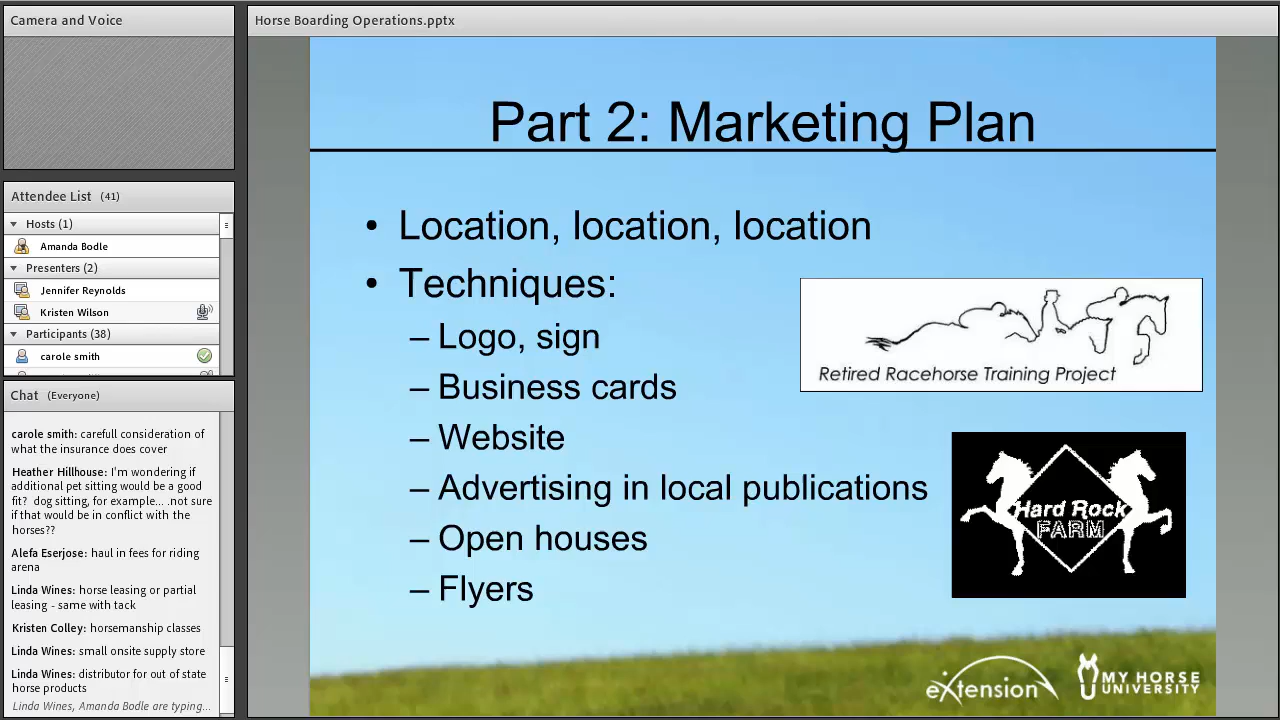 Camera and Voice
Attendee List (41)
Hosts (1)
Amanda Bodle
Presenters (2)
Jennifer Reynolds
Kristen Wilson
Participants (38)
carole smith
Chat (Everyone)
carole smith: carefull consideration of
what the insurance does cover
Heather Hillhouse: I'm wondering if
additional pet sitting would be a good
fit? dog sitting, for example... not sure
if that would be in conflict with the
horses??
Alefa Eserjose: haul in fees for riding
arena
Linda Wines: horse leasing or partial
leasing - same with tack
Kristen Colley: horsemanship classes
Linda Wines: small onsite supply store
Linda Wines: distributor for out of state
horse products
Linda Wines, Amanda Bodle are typing...
Horse Boarding Operations.pptx
Part 2: Marketing Plan
• Location, location, location
• Techniques:
– Logo, sign
– Business cards
– Website
– Advertising in local publications
– Open houses
– Flyers
Retired Racehorse Training Project
Hard Rock
FARM
eXtension
MY HORSE
UNIVERSITY